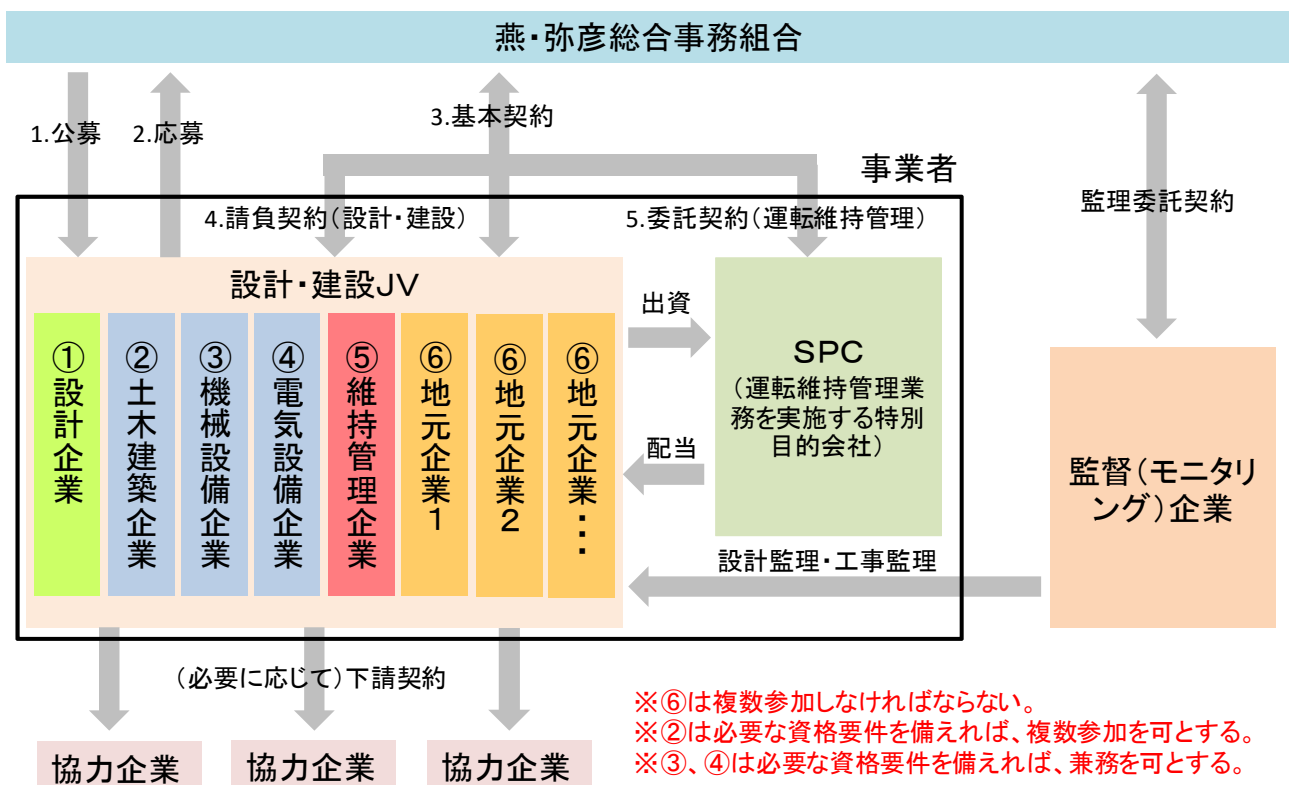 燕・弥彦総合事務組合
1.公募
2.応募
3.基本契約
事業者
監理委託契約
4.請負契約（設計・建設）
5.委託契約（運転維持管理）
設計・建設JV
①設計企業
②土木建築企業
③機械設備企業
④電気設備企業
⑤維持管理企業
⑥地元企業1
⑥地元企業2
⑥地元企業・・・
出資
配当
SPC
（運転維持管理業
務を実施する特別
目的会社）
監督（モニタリ
ング）企業
設計監理・工事監理
（必要に応じて）下請契約
協力企業
協力企業
協力企業
※⑥は複数参加しなければならない。
※②は必要な資格要件を備えれば、複数参加を可とする。
※③、④は必要な資格要件を備えれば、兼務を可とする。